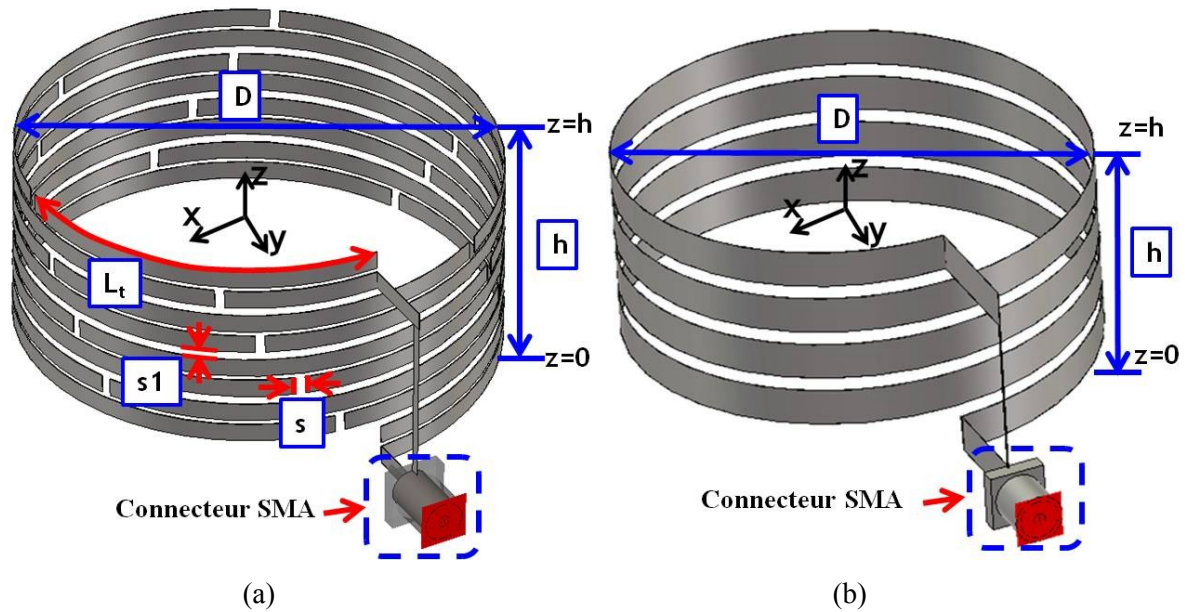 D
z=h
z
x
y
h
Lt
z=0
s1
s
Connecteur SMA
(a)
D
z=h
z
x
y
h
z=0
Connecteur SMA
(b)